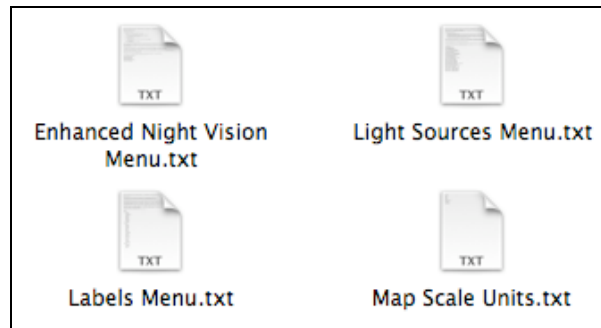 TXT
TXT
Enhanced Night Vision
Menu.txt
Light Sources Menu.txt
TXT
TXT
Labels Menu.txt
Map Scale Units.txt